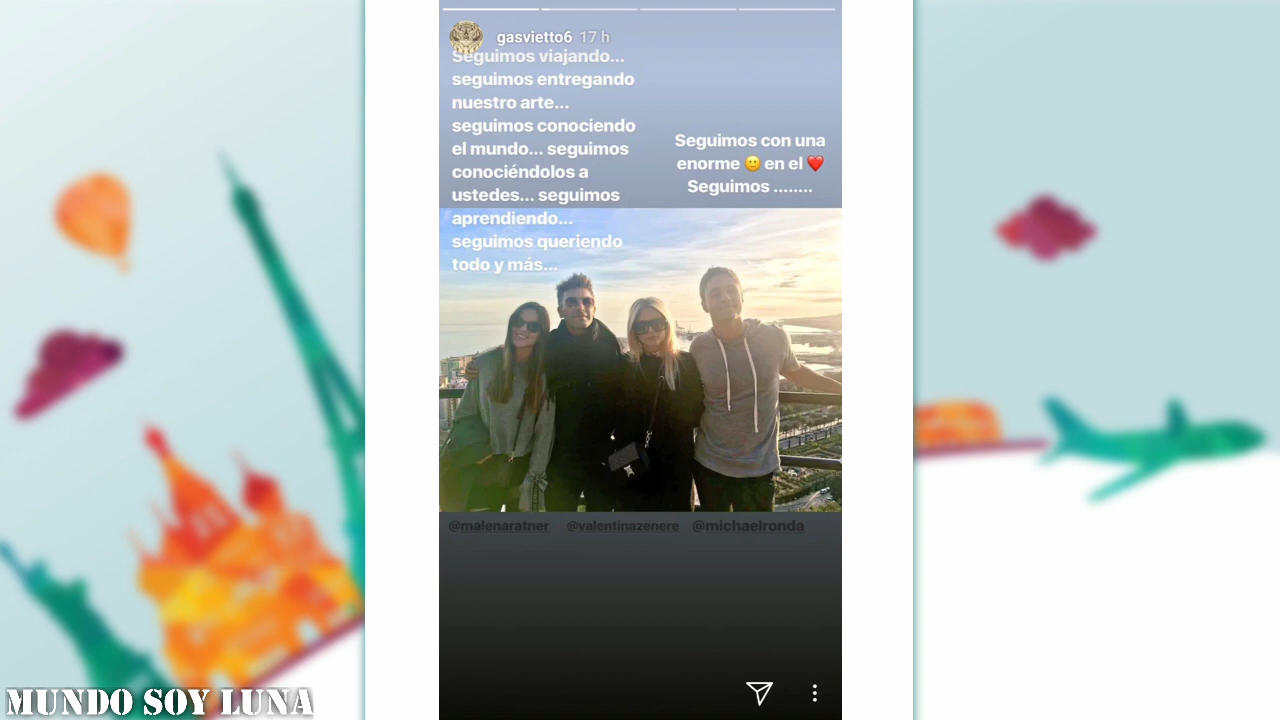 gasvietto6 17 h
Seguimos viajando...
seguimos entregando
nuestro arte...
seguimos conociendo
el mundo... seguimos
conociéndolos a
ustedes... seguimos
aprendiendo...
seguimos queriendo
todo y más...
Seguimos con una
enorme 🙂 en el ❤️
Seguimos ........
@malenaratner @valentinazenere @michaelronda
MUNDO SOY LUNA